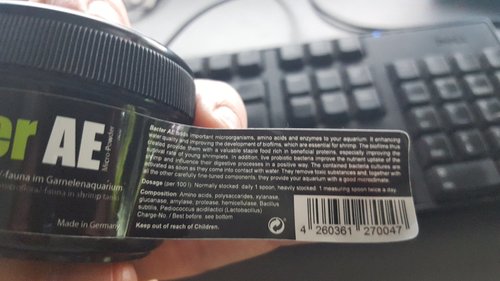 er AE
Micro-Powder
-fauna im Garnelenaquarium
fauna in shrimp tanks
Made in Germany
Bacter AE adds important microorganisms, amino acids and enzymes to your aquarium. It enhancing
water quality and improving the development of biofilms, which are essential for shrimp. The biofilms thus
created provide them with a valuable staple food rich in beneficial proteins, especially improving the
survival rate of young shrimplets. In addition, live probiotic bacteria improve the nutrient uptake of the
shrimp and influences their digestive processes in a positive way. The contained bacteria cultures are
activated as soon as they come into contact with water. They remove toxic substances and, together with
all the other carefully fine-tuned components, they provide your aquarium with a good microclimate.
Dosage (per 100 l): Normally stocked: daily 1 spoon, heavily stocked: 1 measuring spoon twice a day.
Composition: Amino acids, polysaccarides, xylanase,
glucanase, amylase, protease, hemicellulase, Bacillus
subtilis, Padiococcus acidilactici (Lactobacillus)
Charge-No. / Best before: see bottom
Keep out of reach of Children.
4 260361 270047